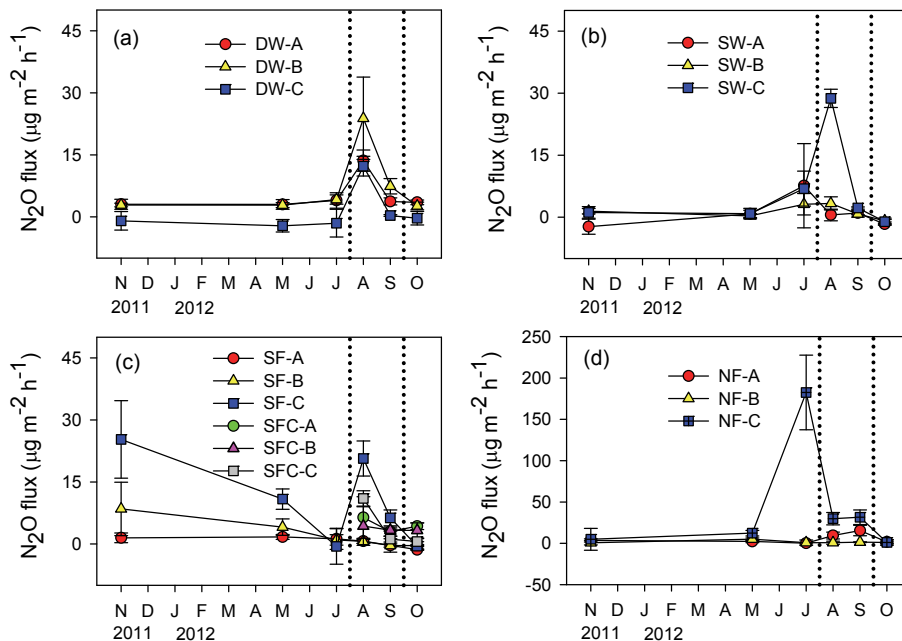 (a)
N₂O flux (µg m⁻² h⁻¹)
45
30
15
0
DW-A
DW-B
DW-C
N D J F M A M J J A S O
2011 2012
(b)
N₂O flux (µg m⁻² h⁻¹)
45
30
15
0
SW-A
SW-B
SW-C
N D J F M A M J J A S O
2011 2012
(c)
N₂O flux (µg m⁻² h⁻¹)
45
30
15
0
SF-A
SF-B
SF-C
SFC-A
SFC-B
SFC-C
N D J F M A M J J A S O
2011 2012
(d)
N₂O flux (µg m⁻² h⁻¹)
250
200
150
100
50
0
-50
NF-A
NF-B
NF-C
N D J F M A M J J A S O
2011 2012